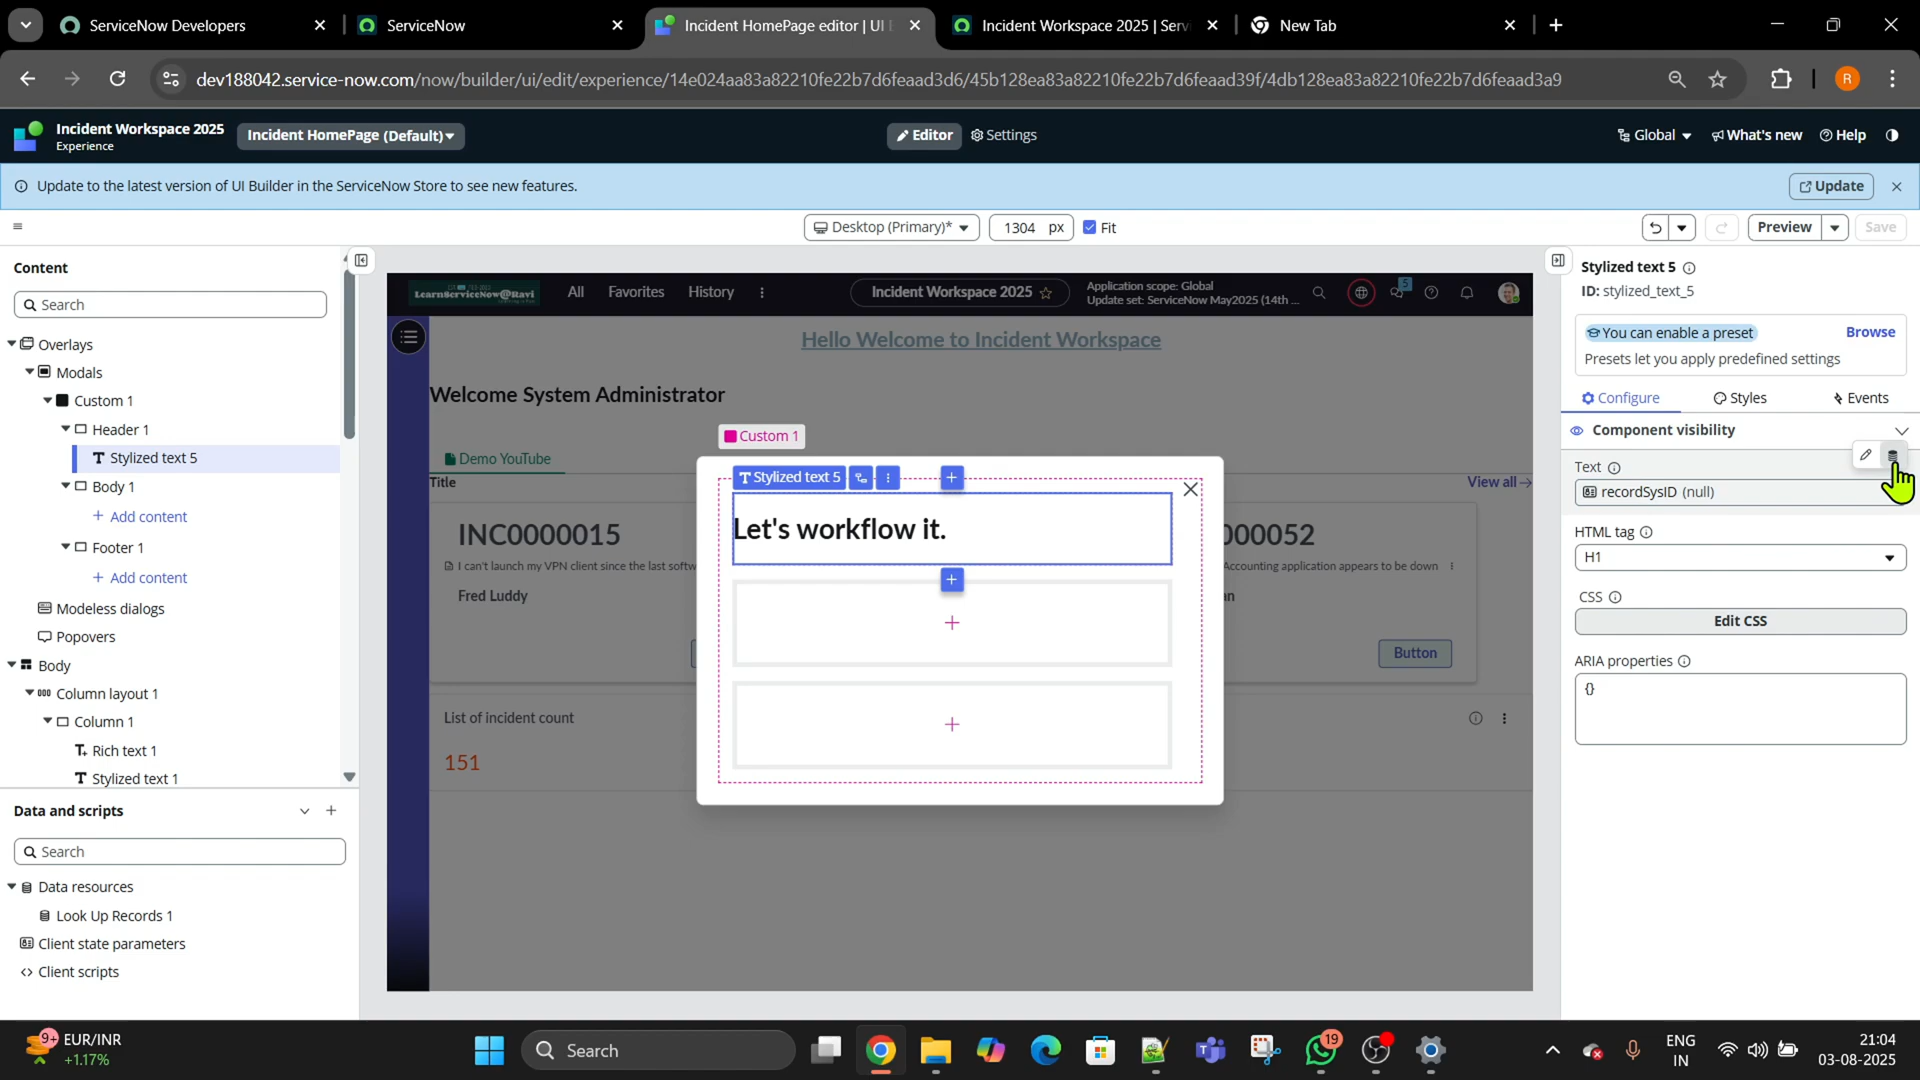 ServiceNow Developers
ServiceNow
Incident HomePage editor | UI
Incident Workspace 2025 | Serv
New Tab
dev188042.service-now.com/now/builder/ui/edit/experience/14e024aa83a82210fe22b7d6feaad3d6/45b128ea83a82210fe22b7d6feaad39f/4db128ea83a82210fe22b7d6feaad3a9
R
Incident Workspace 2025
Experience
Incident HomePage (Default)
Editor
Settings
Global
What's new
Help
Update to the latest version of UI Builder in the ServiceNow Store to see new features.
Update
Desktop (Primary)*
1304 px
Fit
Preview
Save
Content
Search
Overlays
Modals
Custom 1
Header 1
Stylized text 5
Body 1
+ Add content
Footer 1
+ Add content
Modeless dialogs
Popovers
Body
Column layout 1
Column 1
Rich text 1
Stylized text 1
Data and scripts
Search
Data resources
Look Up Records 1
Client state parameters
Client scripts
LearnServiceNow@Ravi
All
Favorites
History
Incident Workspace 2025
Application scope: Global
Update set: ServiceNow May2025 (14th ...
5
Hello Welcome to Incident Workspace
Welcome System Administrator
Custom 1
Demo YouTube
Title
View all
Stylized text 5
Let's workflow it.
INC0000015
000052
I can't launch my VPN client since the last softw
Accounting application appears to be down
Fred Luddy
an
Button
List of incident count
151
Stylized text 5
ID: stylized_text_5
You can enable a preset
Browse
Presets let you apply predefined settings
Configure
Styles
Events
Component visibility
Text
recordSysID (null)
HTML tag
H1
CSS
Edit CSS
ARIA properties
{}
9+
EUR/INR
+1.17%
Search
19
ENG
IN
21:04
03-08-2025